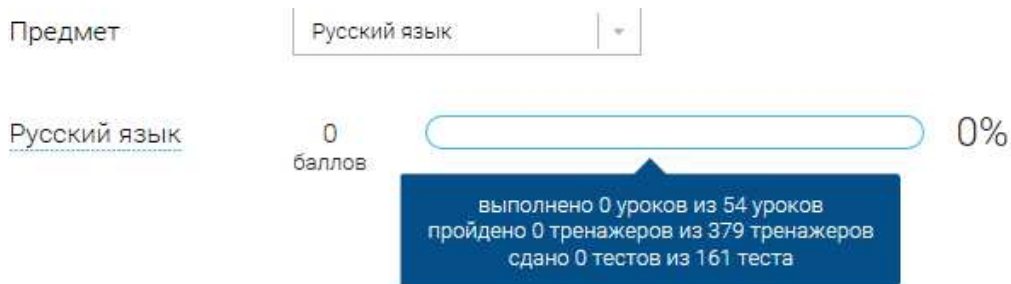 Предмет
Русский язык
Русский язык
0
баллов
0%
выполнено 0 уроков из 54 уроков
пройдено 0 тренажеров из 379 тренажеров
сдано 0 тестов из 161 теста